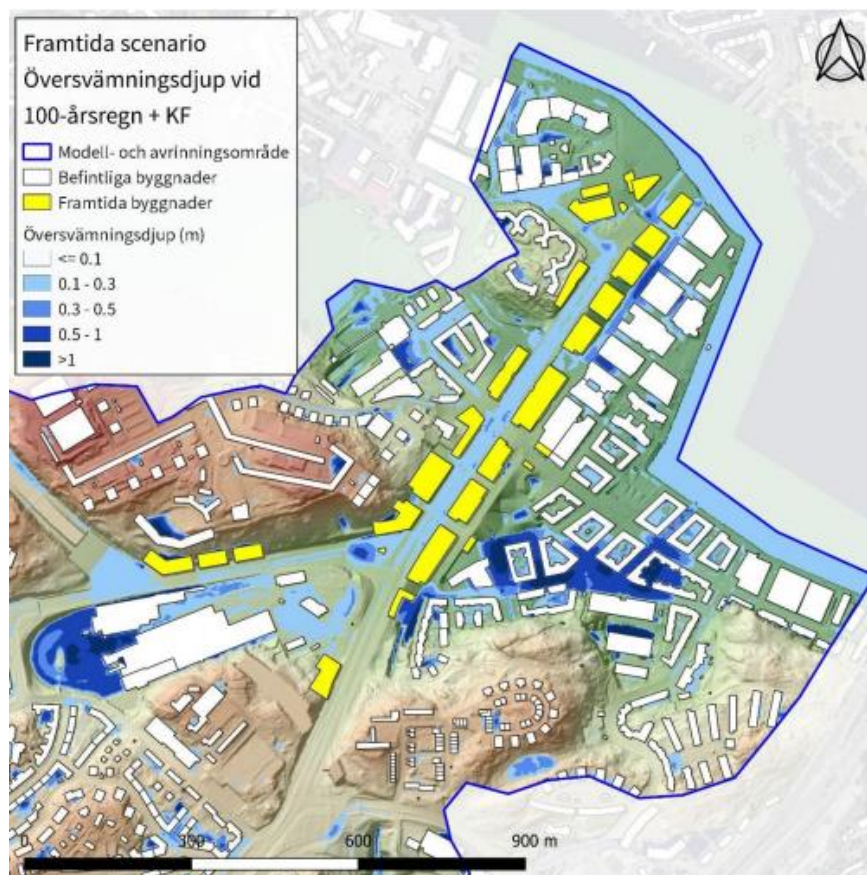 Framtida scenario
Översvämningsdjup vid
100-årsregn + KF
Modell- och avrinningsområde
Befintliga byggnader
Framtida byggnader
Översvämningsdjup (m)
<= 0.1
0.1 - 0.3
0.3 - 0.5
0.5 - 1
>1
0 300 600 900 m